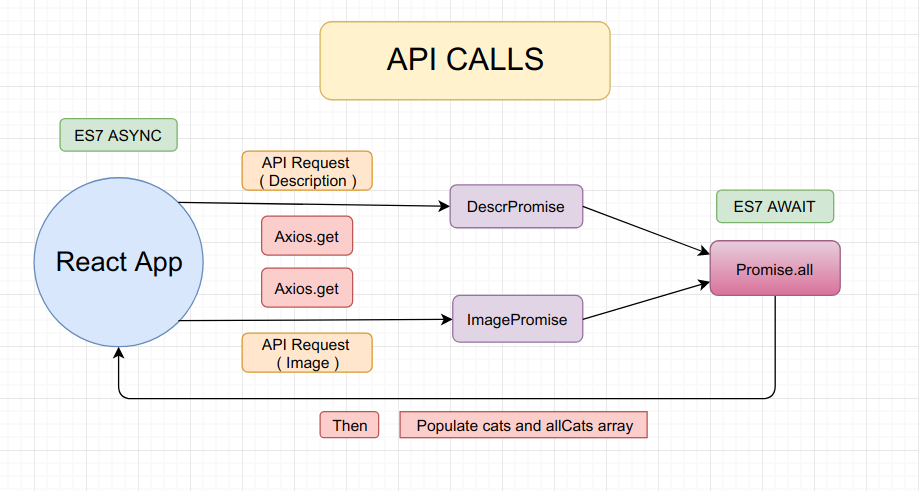 API CALLS
ES7 ASYNC
API Request
( Description )
DescrPromise
ES7 AWAIT
Axios.get
React App
Promise.all
Axios.get
ImagePromise
API Request
( Image )
Then
Populate cats and allCats array